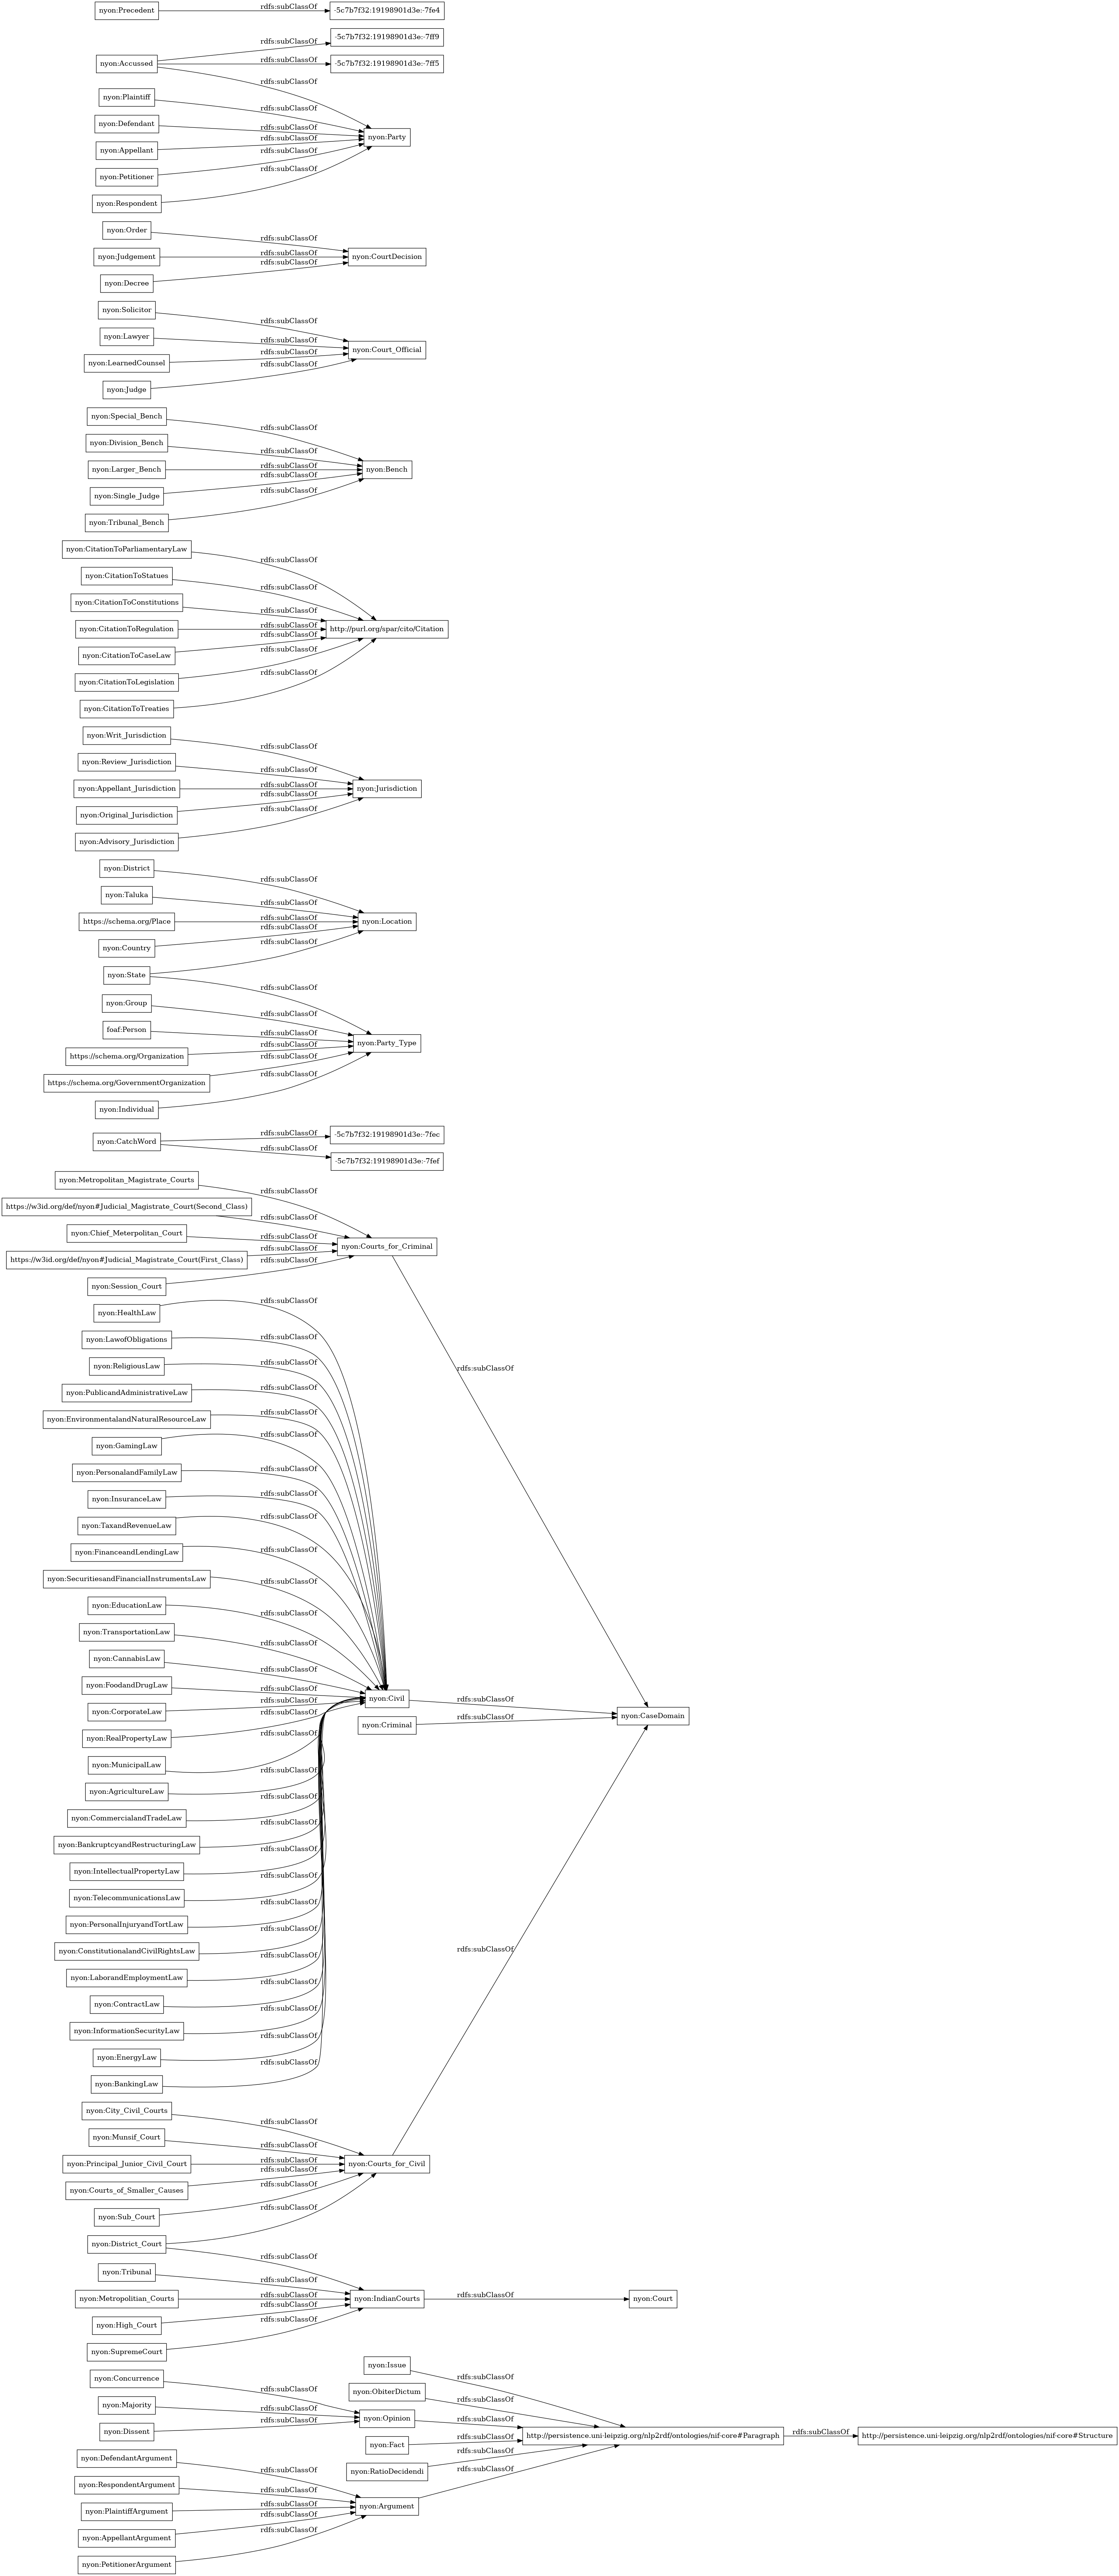 nyon:Precedent
rdfs:subClassOf
-5c7b7f32:19198901d3e:-7fe4
nyon:Accussed
rdfs:subClassOf
-5c7b7f32:19198901d3e:-7ff9
rdfs:subClassOf
-5c7b7f32:19198901d3e:-7ff5
rdfs:subClassOf
nyon:Plaintiff
rdfs:subClassOf
nyon:Defendant
rdfs:subClassOf
nyon:Party
nyon:Appellant
rdfs:subClassOf
nyon:Petitioner
rdfs:subClassOf
nyon:Respondent
rdfs:subClassOf
nyon:Order
rdfs:subClassOf
nyon:Judgement
rdfs:subClassOf
nyon:CourtDecision
nyon:Decree
rdfs:subClassOf
nyon:Solicitor
rdfs:subClassOf
nyon:Lawyer
rdfs:subClassOf
nyon:Court_Official
nyon:LearnedCounsel
rdfs:subClassOf
nyon:Judge
rdfs:subClassOf
nyon:Special_Bench
rdfs:subClassOf
nyon:Division_Bench
rdfs:subClassOf
nyon:Larger_Bench
rdfs:subClassOf
nyon:Bench
nyon:Single_Judge
rdfs:subClassOf
nyon:Tribunal_Bench
rdfs:subClassOf
nyon:CitationToParliamentaryLaw
rdfs:subClassOf
nyon:CitationToStatues
rdfs:subClassOf
nyon:CitationToConstitutions
rdfs:subClassOf
nyon:CitationToRegulation
rdfs:subClassOf
http://purl.org/spar/cito/Citation
nyon:CitationToCaseLaw
rdfs:subClassOf
nyon:CitationToLegislation
rdfs:subClassOf
nyon:CitationToTreaties
rdfs:subClassOf
nyon:Writ_Jurisdiction
rdfs:subClassOf
nyon:Review_Jurisdiction
rdfs:subClassOf
nyon:Appellant_Jurisdiction
rdfs:subClassOf
nyon:Jurisdiction
nyon:Original_Jurisdiction
rdfs:subClassOf
nyon:Advisory_Jurisdiction
rdfs:subClassOf
nyon:District
rdfs:subClassOf
nyon:Taluka
rdfs:subClassOf
https://schema.org/Place
rdfs:subClassOf
nyon:Location
nyon:Country
rdfs:subClassOf
nyon:State
rdfs:subClassOf
rdfs:subClassOf
nyon:Group
rdfs:subClassOf
foaf:Person
rdfs:subClassOf
nyon:Party_Type
https://schema.org/Organization
rdfs:subClassOf
https://schema.org/GovernmentOrganization
rdfs:subClassOf
nyon:Individual
rdfs:subClassOf
nyon:CatchWord
rdfs:subClassOf
-5c7b7f32:19198901d3e:-7fec
rdfs:subClassOf
-5c7b7f32:19198901d3e:-7fef
nyon:Metropolitan_Magistrate_Courts
rdfs:subClassOf
https://w3id.org/def/nyon#Judicial_Magistrate_Court(Second_Class)
rdfs:subClassOf
nyon:Chief_Meterpolitan_Court
rdfs:subClassOf
nyon:Courts_for_Criminal
https://w3id.org/def/nyon#Judicial_Magistrate_Court(First_Class)
rdfs:subClassOf
nyon:Session_Court
rdfs:subClassOf
nyon:HealthLaw
rdfs:subClassOf
nyon:LawofObligations
rdfs:subClassOf
nyon:ReligiousLaw
rdfs:subClassOf
rdfs:subClassOf
nyon:PublicandAdministrativeLaw
rdfs:subClassOf
nyon:EnvironmentalandNaturalResourceLaw
rdfs:subClassOf
nyon:GamingLaw
rdfs:subClassOf
nyon:PersonalandFamilyLaw
rdfs:subClassOf
nyon:InsuranceLaw
rdfs:subClassOf
nyon:TaxandRevenueLaw
rdfs:subClassOf
nyon:FinanceandLendingLaw
rdfs:subClassOf
nyon:SecuritiesandFinancialInstrumentsLaw
rdfs:subClassOf
nyon:EducationLaw
rdfs:subClassOf
nyon:TransportationLaw
rdfs:subClassOf
nyon:CannabisLaw
rdfs:subClassOf
nyon:FoodandDrugLaw
rdfs:subClassOf
nyon:Civil
rdfs:subClassOf
nyon:CorporateLaw
rdfs:subClassOf
nyon:RealPropertyLaw
rdfs:subClassOf
nyon:Criminal
rdfs:subClassOf
nyon:CaseDomain
nyon:MunicipalLaw
rdfs:subClassOf
nyon:AgricultureLaw
rdfs:subClassOf
nyon:CommercialandTradeLaw
rdfs:subClassOf
nyon:BankruptcyandRestructuringLaw
rdfs:subClassOf
nyon:IntellectualPropertyLaw
rdfs:subClassOf
nyon:TelecommunicationsLaw
rdfs:subClassOf
nyon:PersonalInjuryandTortLaw
rdfs:subClassOf
nyon:ConstitutionalandCivilRightsLaw
rdfs:subClassOf
rdfs:subClassOf
nyon:LaborandEmploymentLaw
rdfs:subClassOf
nyon:ContractLaw
rdfs:subClassOf
nyon:InformationSecurityLaw
rdfs:subClassOf
nyon:EnergyLaw
rdfs:subClassOf
nyon:BankingLaw
rdfs:subClassOf
nyon:City_Civil_Courts
rdfs:subClassOf
nyon:Munsif_Court
rdfs:subClassOf
nyon:Principal_Junior_Civil_Court
rdfs:subClassOf
nyon:Courts_for_Civil
nyon:Courts_of_Smaller_Causes
rdfs:subClassOf
nyon:Sub_Court
rdfs:subClassOf
nyon:District_Court
rdfs:subClassOf
rdfs:subClassOf
nyon:Tribunal
rdfs:subClassOf
nyon:Metropolitian_Courts
rdfs:subClassOf
nyon:IndianCourts
rdfs:subClassOf
nyon:Court
nyon:High_Court
rdfs:subClassOf
nyon:SupremeCourt
rdfs:subClassOf
nyon:Issue
rdfs:subClassOf
nyon:Concurrence
rdfs:subClassOf
nyon:ObiterDictum
rdfs:subClassOf
nyon:Majority
rdfs:subClassOf
nyon:Opinion
rdfs:subClassOf
nyon:Dissent
rdfs:subClassOf
http://persistence.uni-leipzig.org/nlp2rdf/ontologies/nif-core#Paragraph
rdfs:subClassOf
http://persistence.uni-leipzig.org/nlp2rdf/ontologies/nif-core#Structure
nyon:Fact
rdfs:subClassOf
nyon:DefendantArgument
rdfs:subClassOf
nyon:RatioDecidendi
rdfs:subClassOf
nyon:RespondentArgument
rdfs:subClassOf
nyon:PlaintiffArgument
rdfs:subClassOf
nyon:Argument
rdfs:subClassOf
nyon:AppellantArgument
rdfs:subClassOf
nyon:PetitionerArgument
rdfs:subClassOf